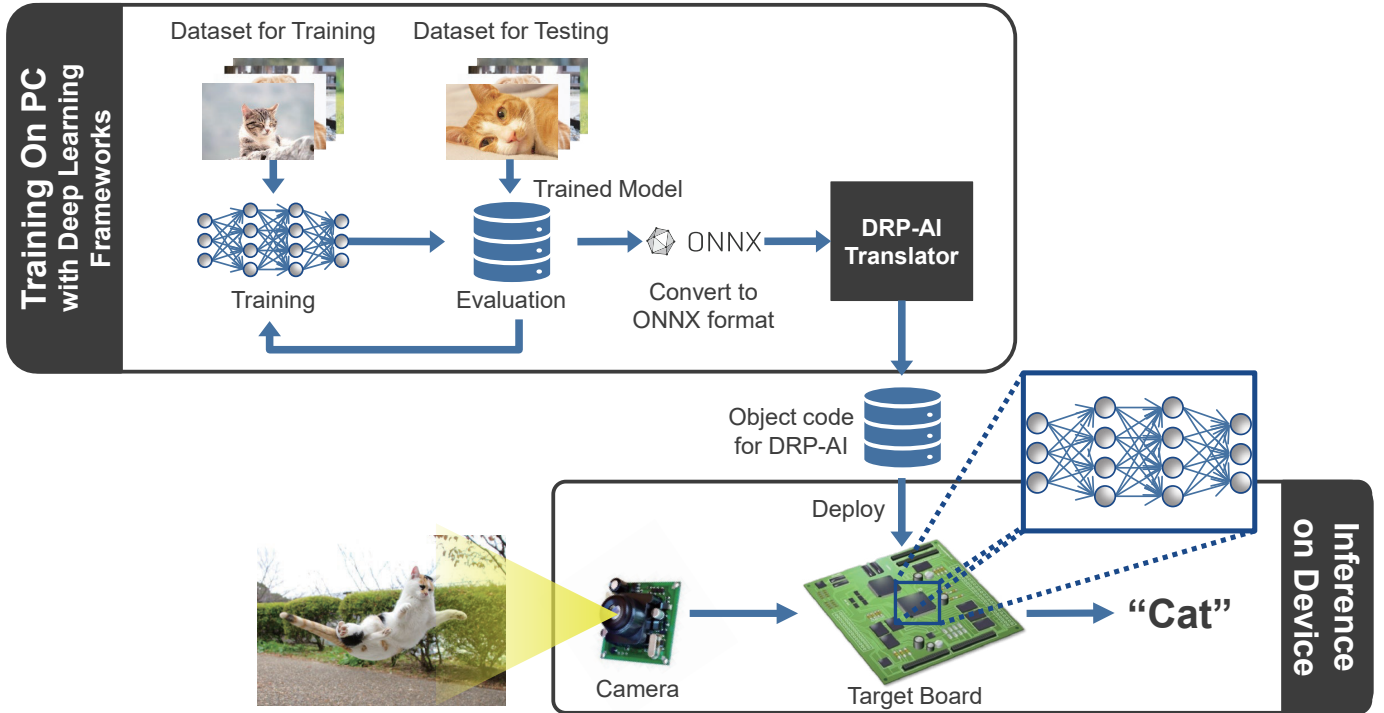 Training On PC
with Deep Learning
Frameworks
Dataset for Training
Dataset for Testing
Trained Model
ONNX
DRP-AI
Translator
Training
Evaluation
Convert to
ONNX format
Object code
for DRP-AI
Deploy
Inference
on Device
“Cat”
Camera
Target Board